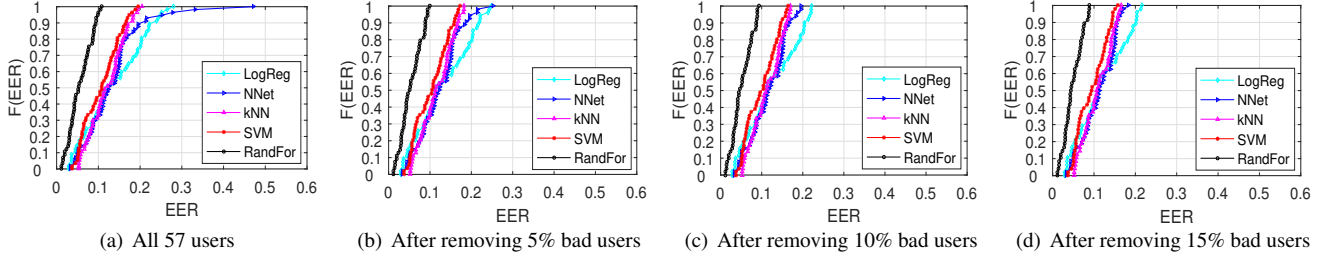 F(EER)
1
0.9
0.8
0.7
0.6
0.5
0.4
0.3
0.2
0.1
0
LogReg
NNet
kNN
SVM
RandFor
0 0.1 0.2 0.3 0.4 0.5 0.6
EER
(a) All 57 users
F(EER)
1
0.9
0.8
0.7
0.6
0.5
0.4
0.3
0.2
0.1
0
LogReg
NNet
kNN
SVM
RandFor
0 0.1 0.2 0.3 0.4 0.5 0.6
EER
(b) After removing 5% bad users
F(EER)
1
0.9
0.8
0.7
0.6
0.5
0.4
0.3
0.2
0.1
0
LogReg
NNet
kNN
SVM
RandFor
0 0.1 0.2 0.3 0.4 0.5 0.6
EER
(c) After removing 10% bad users
F(EER)
1
0.9
0.8
0.7
0.6
0.5
0.4
0.3
0.2
0.1
0
LogReg
NNet
kNN
SVM
RandFor
0 0.1 0.2 0.3 0.4 0.5 0.6
EER
(d) After removing 15% bad users